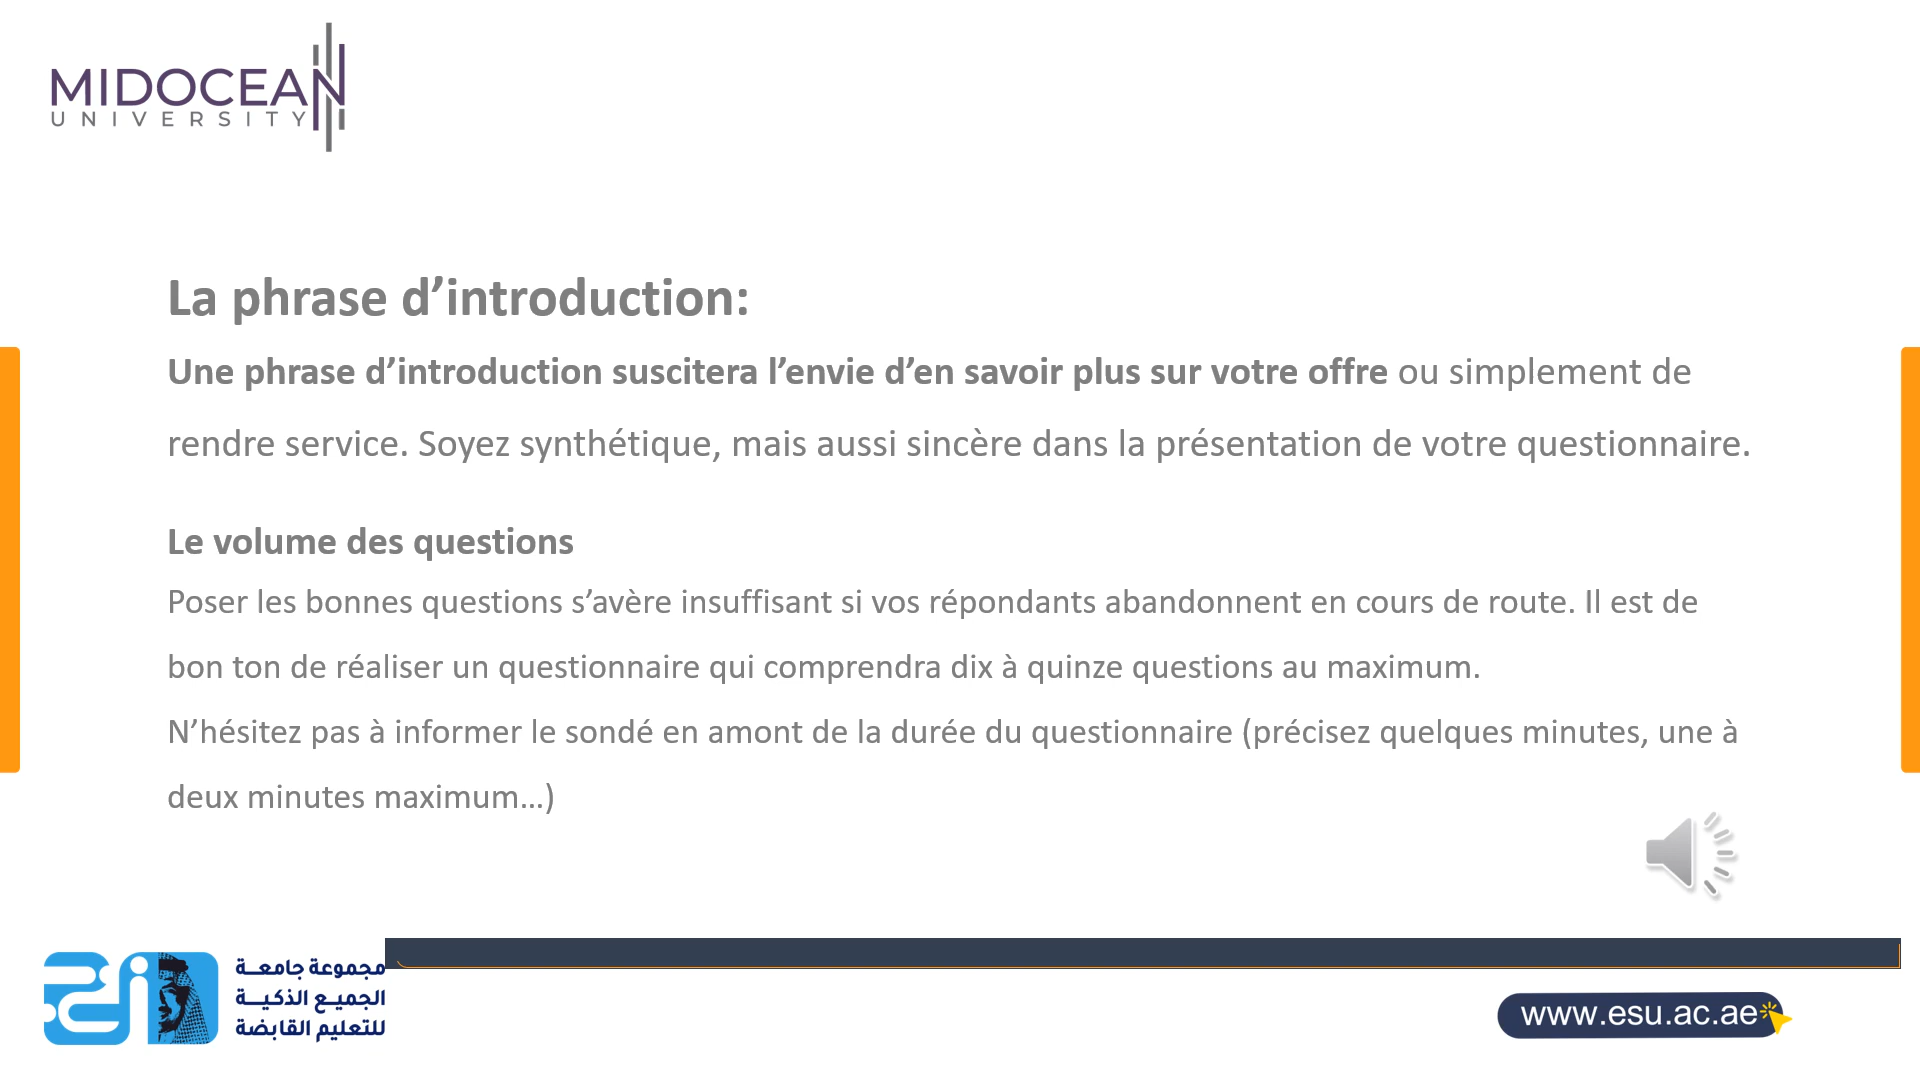 MIDOCEAN
UNIVERSITY
La phrase d’introduction:
Une phrase d’introduction suscitera l’envie d’en savoir plus sur votre offre ou simplement de
rendre service. Soyez synthétique, mais aussi sincère dans la présentation de votre questionnaire.
Le volume des questions
Poser les bonnes questions s’avère insuffisant si vos répondants abandonnent en cours de route. Il est de
bon ton de réaliser un questionnaire qui comprendra dix à quinze questions au maximum.
N’hésitez pas à informer le sondé en amont de la durée du questionnaire (précisez quelques minutes, une à
deux minutes maximum…)
مجموعة جامعـــة
الجميـــع الذكيـــة
للتعليم القابضة
www.esu.ac.ae